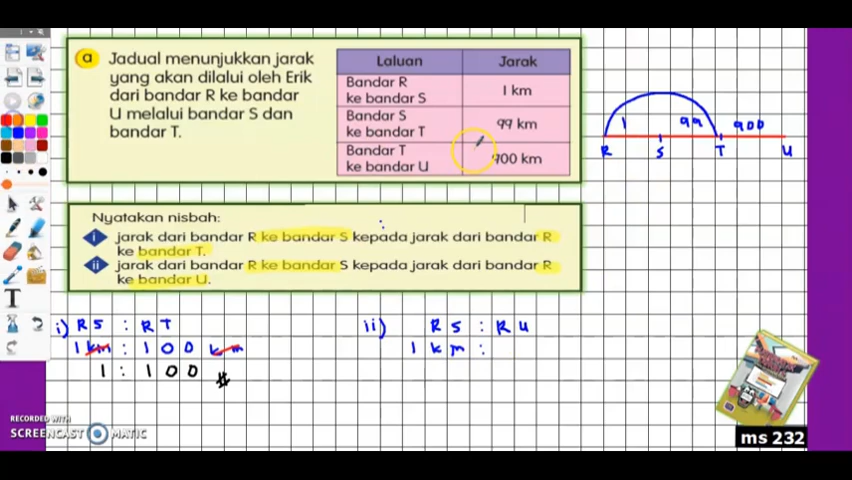 a Jadual menunjukkan jarak
yang akan dilalui oleh Erik
dari bandar R ke bandar
U melalui bandar S dan
bandar T.
Laluan Jarak
Bandar R
ke bandar S
1 km
Bandar S
ke bandar T
99 km
Bandar T
ke bandar U
900 km
1 99 900
R S T U
Nyatakan nisbah:
i jarak dari bandar R ke bandar S kepada jarak dari bandar R
ke bandar T.
ii jarak dari bandar R ke bandar S kepada jarak dari bandar R
ke bandar U.
i) RS : RT
1 km : 100 km
1 : 100
ii) RS : RU
1 km :
T
RECORDED WITH
SCREENCAST MATIC
ms 232